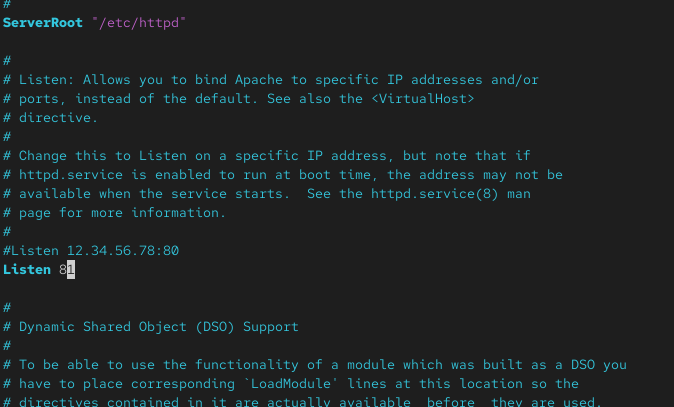 #
ServerRoot "/etc/httpd"
#
# Listen: Allows you to bind Apache to specific IP addresses and/or
# ports, instead of the default. See also the <VirtualHost>
# directive.
#
# Change this to Listen on a specific IP address, but note that if
# httpd.service is enabled to run at boot time, the address may not be
# available when the service starts.  See the httpd.service(8) man
# page for more information.
#
#Listen 12.34.56.78:80
Listen 81
#
# Dynamic Shared Object (DSO) Support
#
# To be able to use the functionality of a module which was built as a DSO you
# have to place corresponding `LoadModule' lines at this location so the
# directives contained in it are actually available  before  they are used.